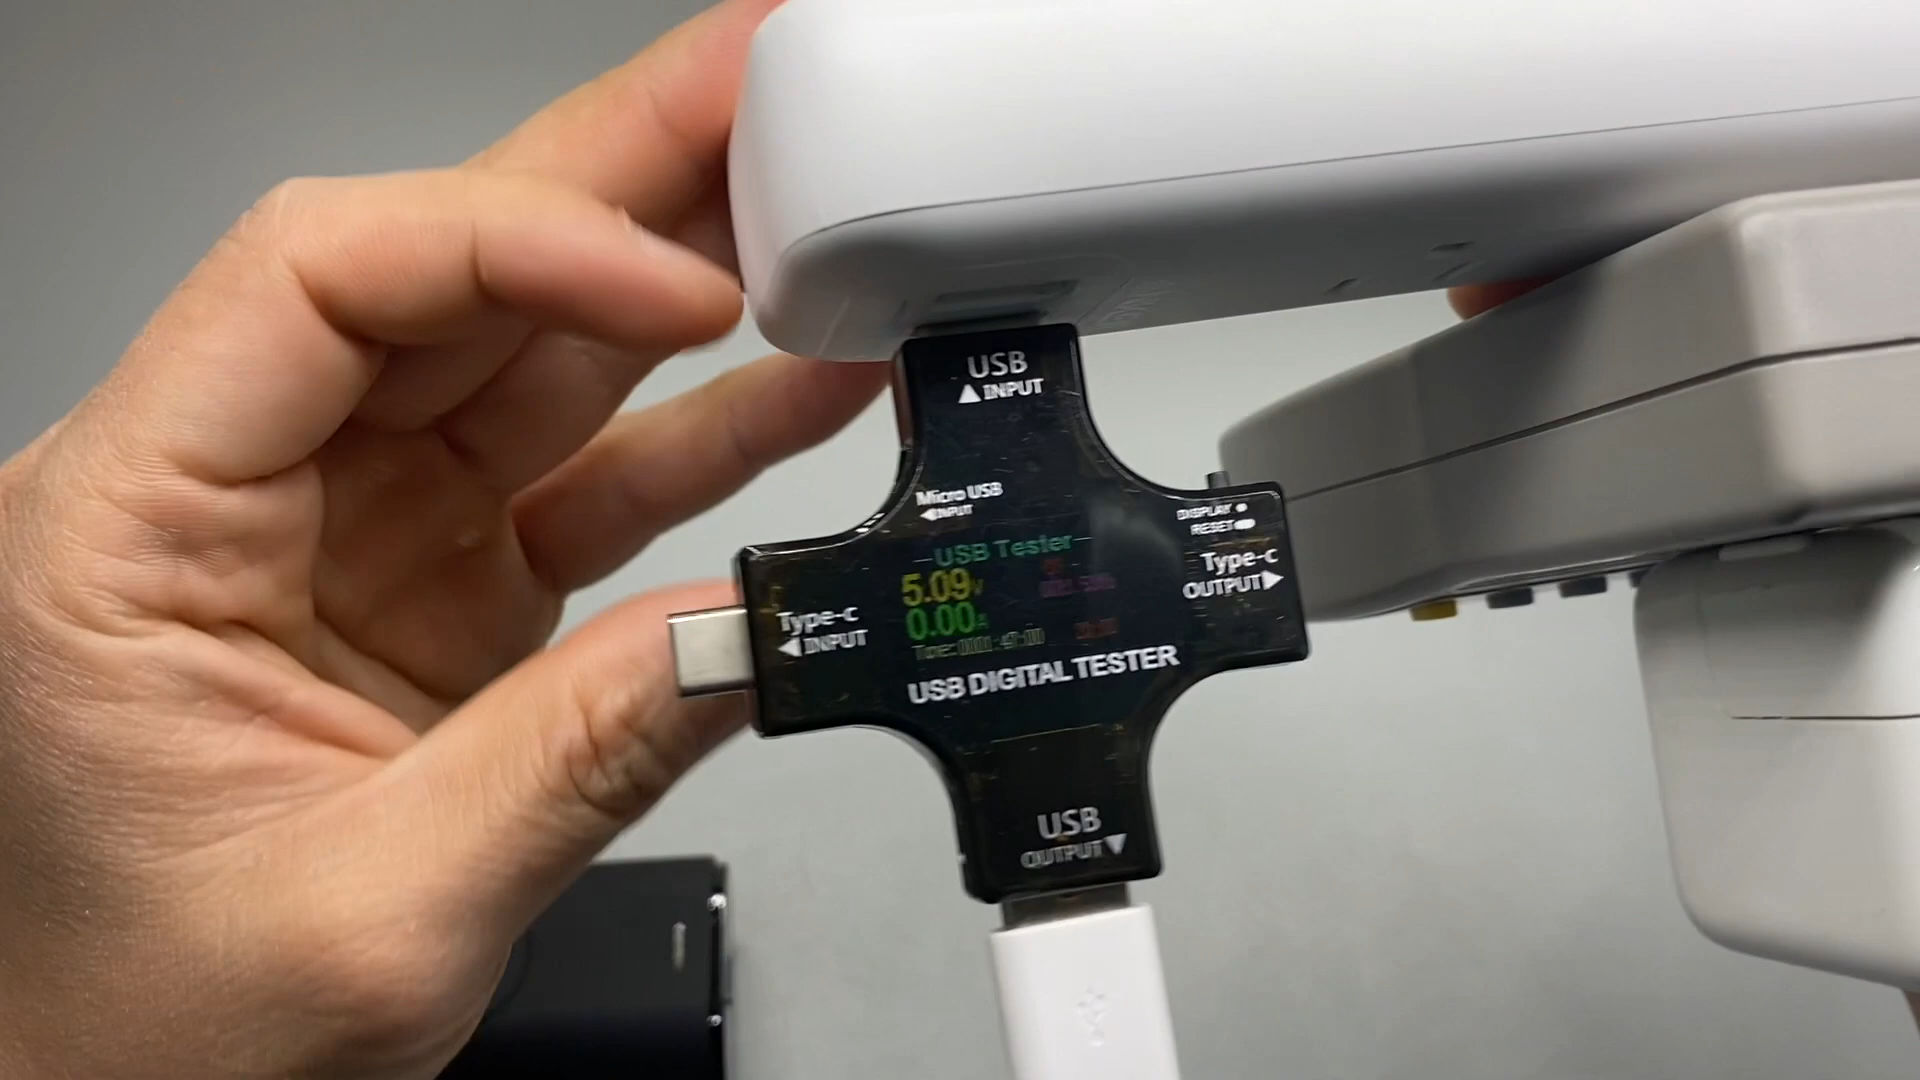 USB
▲INPUT
Micro USB
◀INPUT
DISPLAY
RESET
USB Tester
5.09V
0.00A
Type-c
OUTPUT▶
Type-c
◀INPUT
USB DIGITAL TESTER
USB
OUTPUT▼